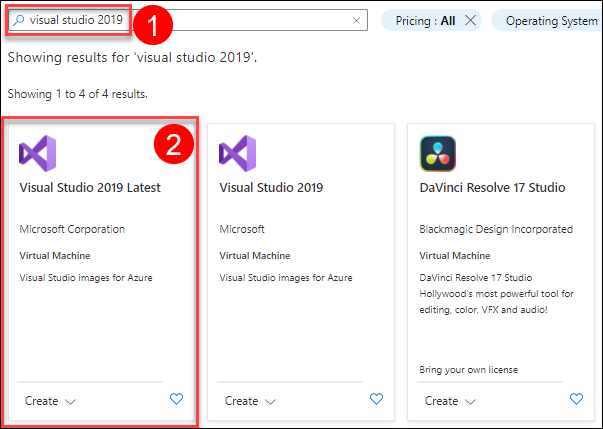 visual studio 2019
1
Pricing : All
Operating System
Showing results for 'visual studio 2019'.
Showing 1 to 4 of 4 results.
2
Visual Studio 2019 Latest
Microsoft Corporation
Virtual Machine
Visual Studio images for Azure
Create
Visual Studio 2019
Microsoft
Virtual Machine
Visual Studio images for Azure
Create
DaVinci Resolve 17 Studio
Blackmagic Design Incorporated
Virtual Machine
DaVinci Resolve 17 Studio
Hollywood's most powerful tool for
editing, color, VFX and audio!
Bring your own license
Create